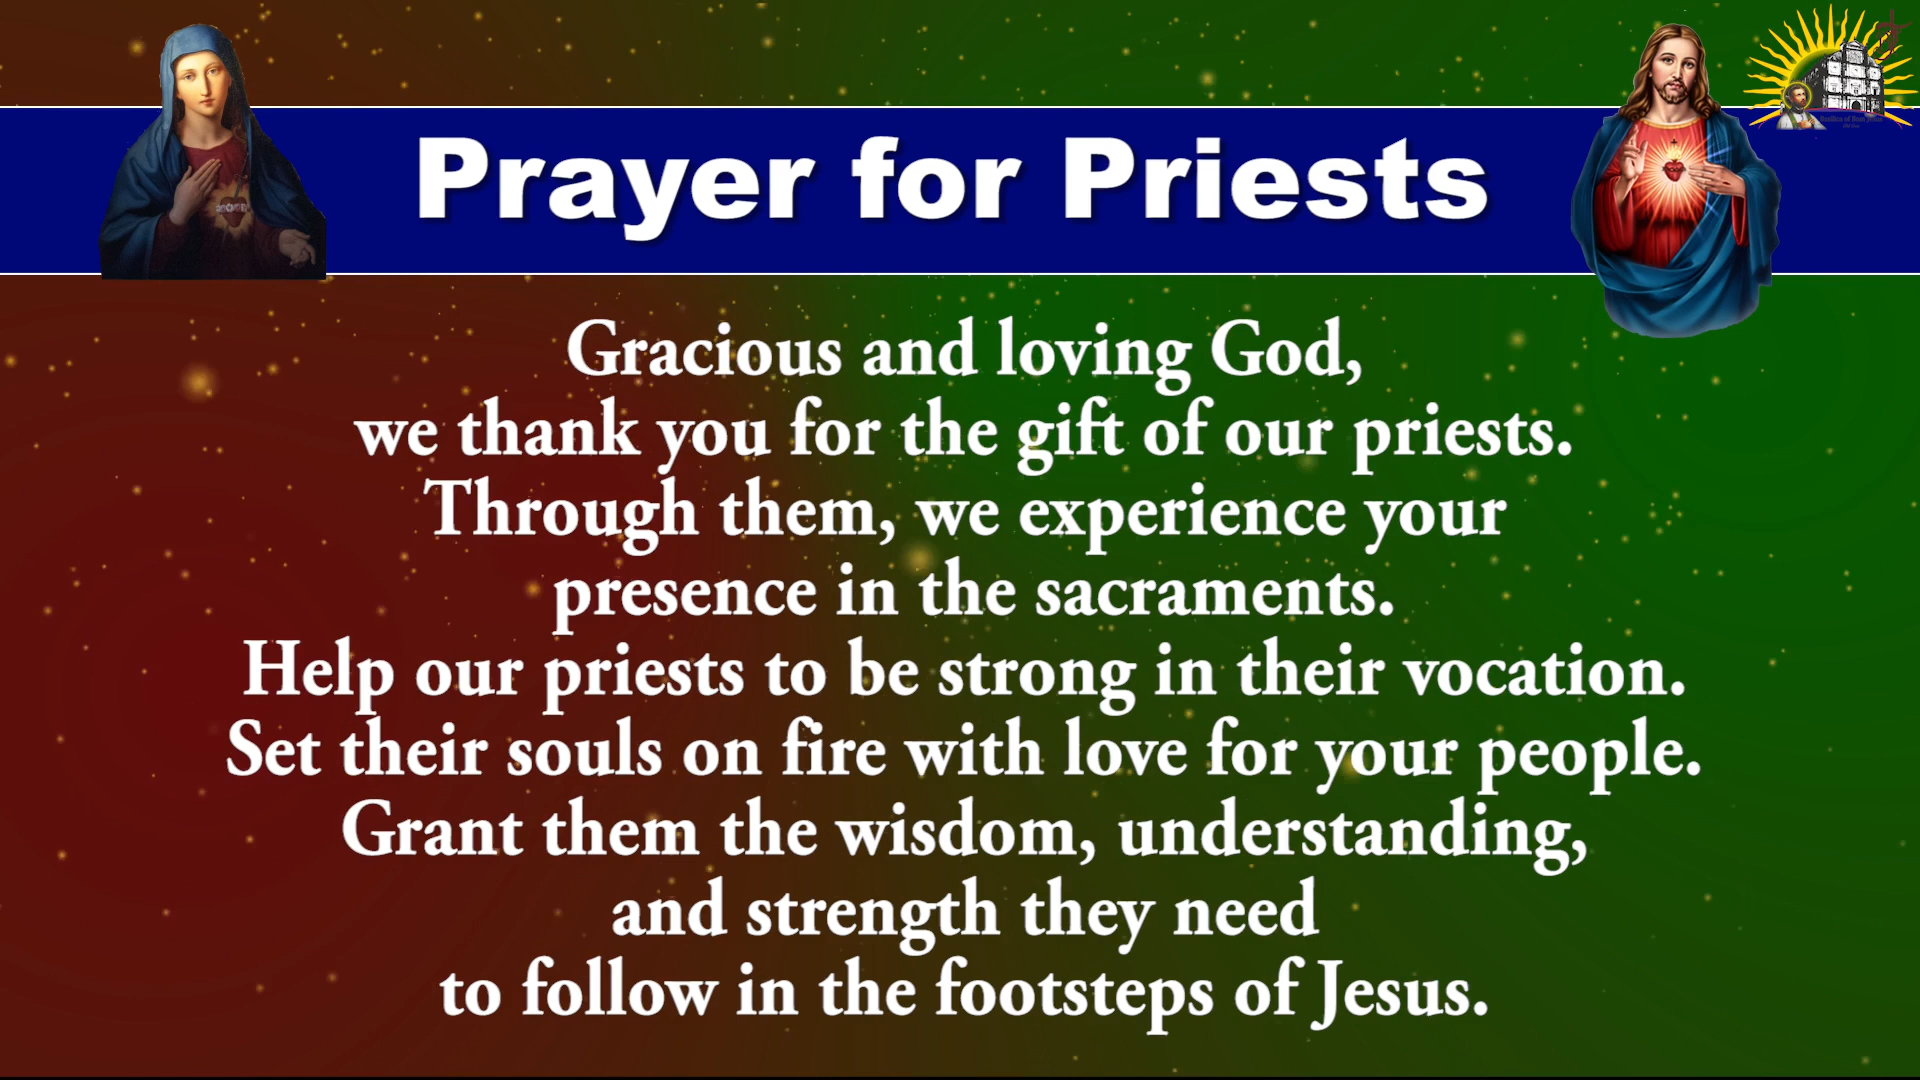 Prayer for Priests
Gracious and loving God,
we thank you for the gift of our priests.
Through them, we experience your
presence in the sacraments.
Help our priests to be strong in their vocation.
Set their souls on fire with love for your people.
Grant them the wisdom, understanding,
and strength they need
to follow in the footsteps of Jesus.